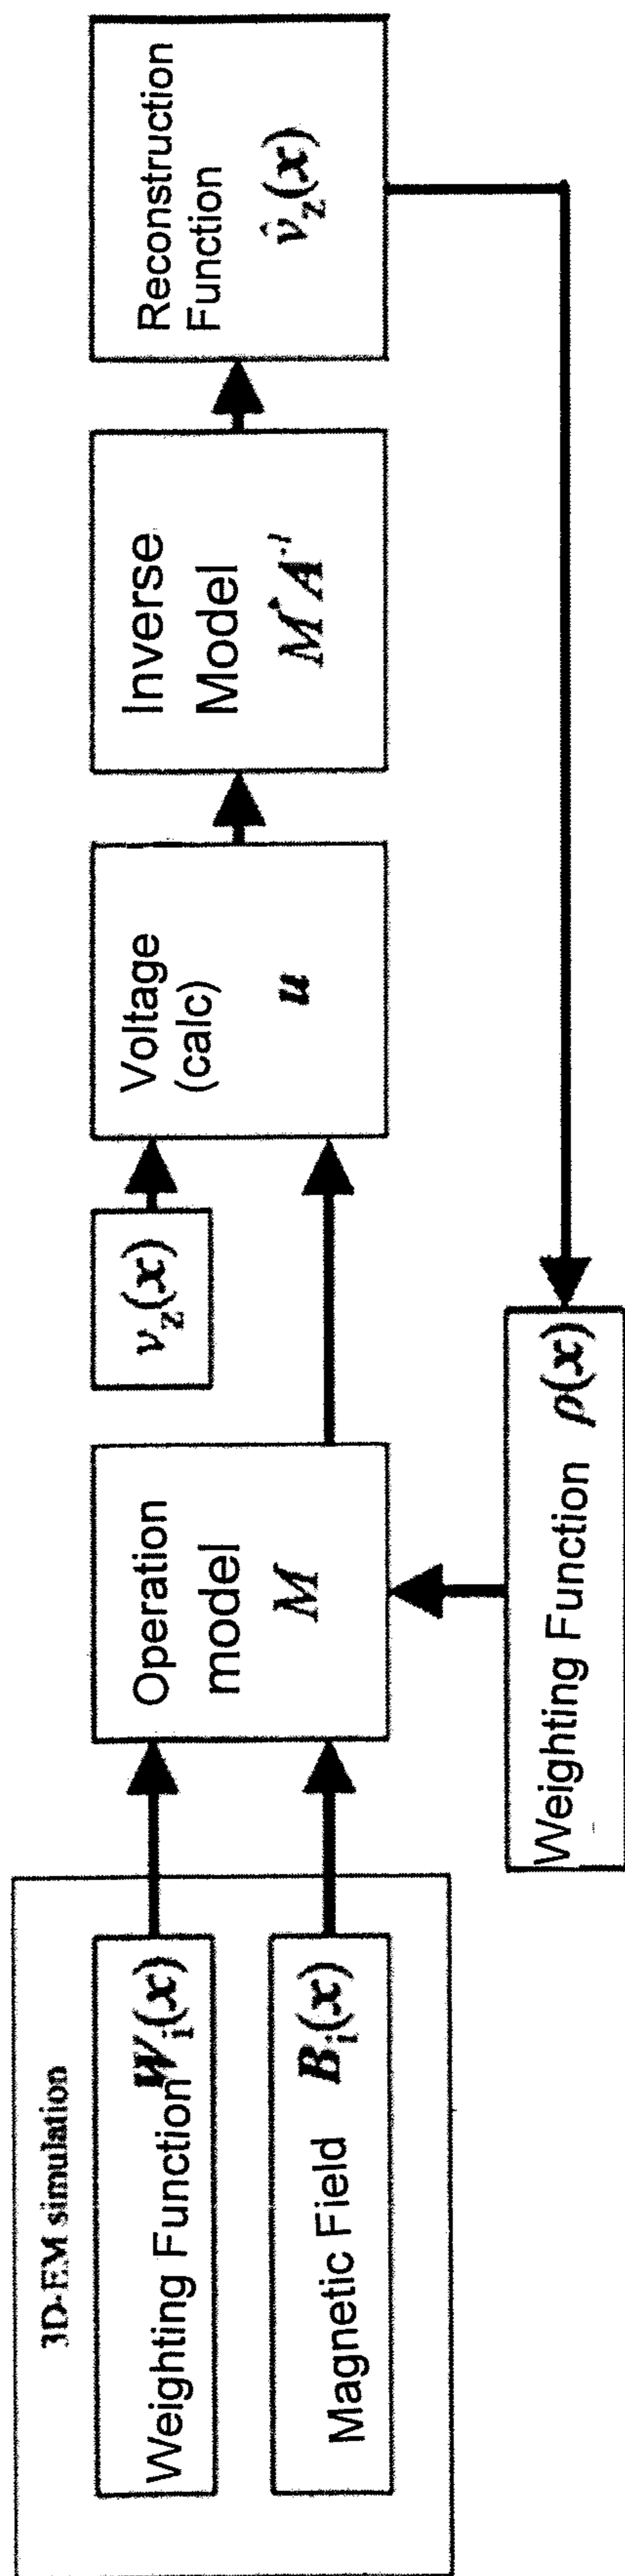 3D-EM simulation
Weighting Function W_i(x)
Magnetic Field B_i(x)
Operation
model
M
Weighting Function ρ(x)
v_z(x)
Voltage
(calc)
u
Inverse
Model
M*A⁻¹
Reconstruction
Function
v̂_z(x)